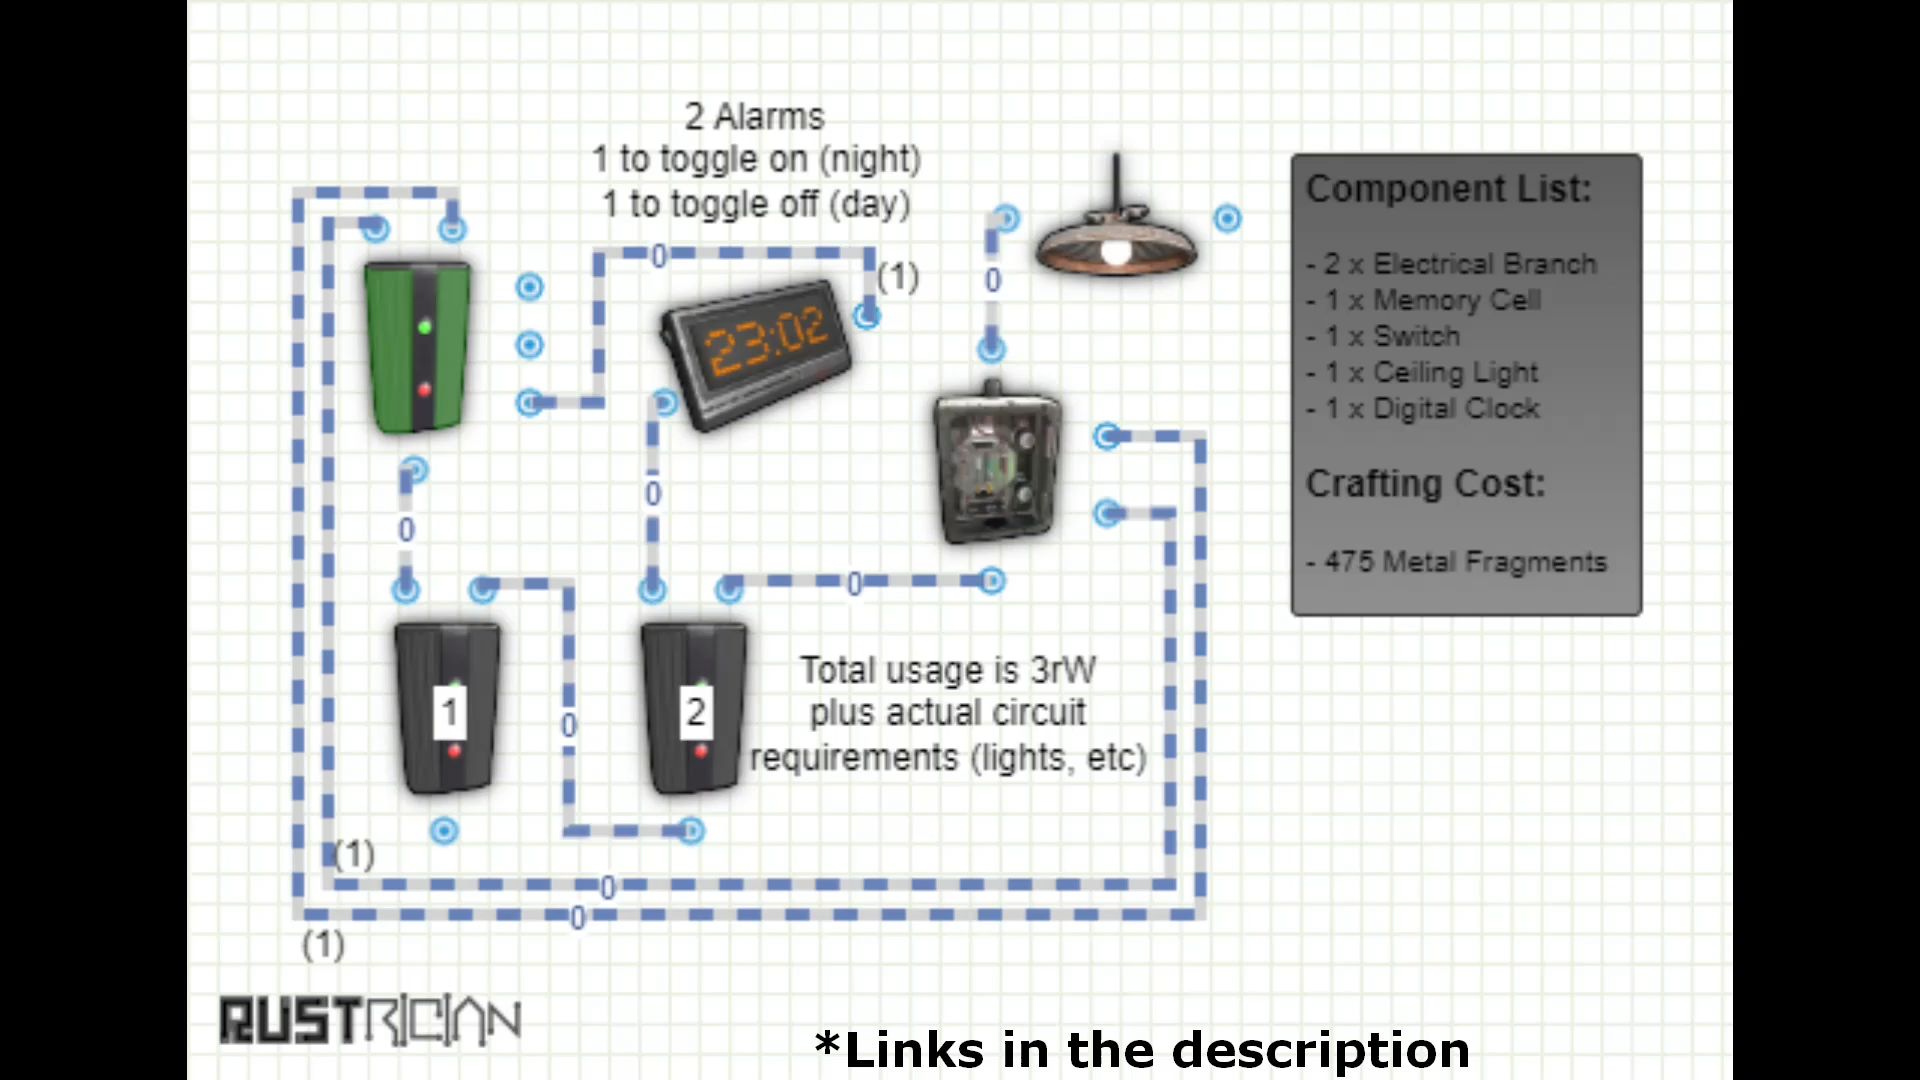 2 Alarms
1 to toggle on (night)
1 to toggle off (day)
0
(1)
23:02
0
0
0
0
0
1
2
Total usage is 3rW
plus actual circuit
requirements (lights, etc)
(1)
0
0
(1)
Component List:
- 2 x Electrical Branch
- 1 x Memory Cell
- 1 x Switch
- 1 x Ceiling Light
- 1 x Digital Clock
Crafting Cost:
- 475 Metal Fragments
RUSTRICIAN
*Links in the description